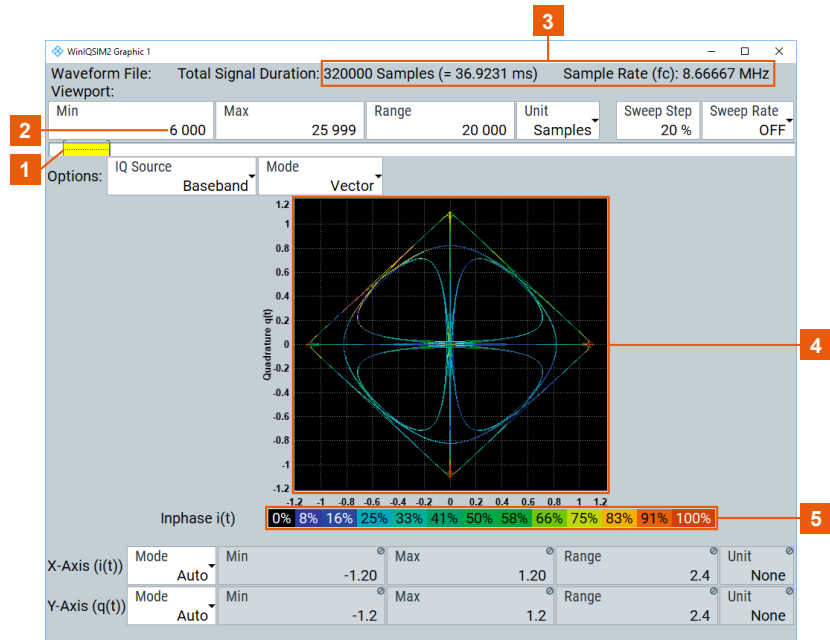 3
WinIQSIM2 Graphic 1
Waveform File: Total Signal Duration: 320000 Samples (= 36.9231 ms) Sample Rate (fc): 8.66667 MHz
Viewport:
Min Max Range Unit Sweep Step Sweep Rate
2 6 000 25 999 20 000 Samples 20 % OFF
1
Options: IQ Source Mode
Baseband Vector
1.2
1
0.8
0.6
0.4
0.2
0
-0.2
-0.4
-0.6
-0.8
-1
-1.2
Quadrature q(t)
4
-1.2 -1 -0.8 -0.6 -0.4 -0.2 0 0.2 0.4 0.6 0.8 1 1.2
Inphase i(t) 0% 8% 16% 25% 33% 41% 50% 58% 66% 75% 83% 91% 100% 5
X-Axis (i(t)) Mode Min Max Range Unit
Auto -1.20 1.20 2.4 None
Y-Axis (q(t)) Mode Min Max Range Unit
Auto -1.2 1.2 2.4 None